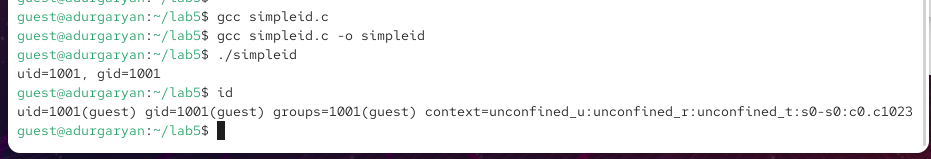 guest@adurgaryan:~/lab5$ gcc simpleid.c
guest@adurgaryan:~/lab5$ gcc simpleid.c -o simpleid
guest@adurgaryan:~/lab5$ ./simpleid
uid=1001, gid=1001
guest@adurgaryan:~/lab5$ id
uid=1001(guest) gid=1001(guest) groups=1001(guest) context=unconfined_u:unconfined_r:unconfined_t:s0-s0:c0.c1023
guest@adurgaryan:~/lab5$